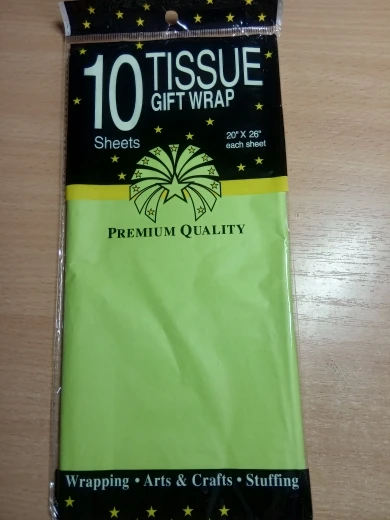 10 TISSUE
GIFT WRAP
Sheets
20" X 26"
each sheet
PREMIUM QUALITY
Wrapping • Arts & Crafts • Stuffing